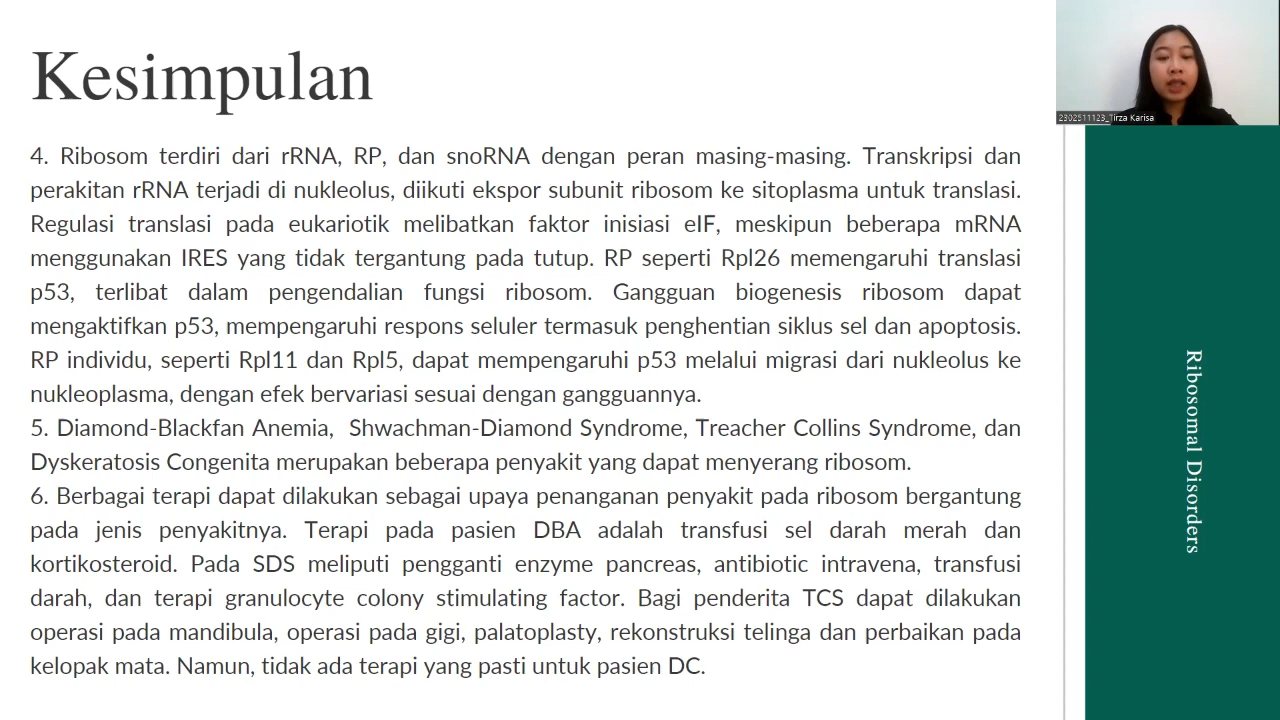 Kesimpulan
4. Ribosom terdiri dari rRNA, RP, dan snoRNA dengan peran masing-masing. Transkripsi dan
perakitan rRNA terjadi di nukleolus, diikuti ekspor subunit ribosom ke sitoplasma untuk translasi.
Regulasi translasi pada eukariotik melibatkan faktor inisiasi eIF, meskipun beberapa mRNA
menggunakan IRES yang tidak tergantung pada tutup. RP seperti Rpl26 memengaruhi translasi
p53, terlibat dalam pengendalian fungsi ribosom. Gangguan biogenesis ribosom dapat
mengaktifkan p53, mempengaruhi respons seluler termasuk penghentian siklus sel dan apoptosis.
RP individu, seperti Rpl11 dan Rpl5, dapat mempengaruhi p53 melalui migrasi dari nukleolus ke
nukleoplasma, dengan efek bervariasi sesuai dengan gangguannya.
5. Diamond-Blackfan Anemia, Shwachman-Diamond Syndrome, Treacher Collins Syndrome, dan
Dyskeratosis Congenita merupakan beberapa penyakit yang dapat menyerang ribosom.
6. Berbagai terapi dapat dilakukan sebagai upaya penanganan penyakit pada ribosom bergantung
pada jenis penyakitnya. Terapi pada pasien DBA adalah transfusi sel darah merah dan
kortikosteroid. Pada SDS meliputi pengganti enzyme pancreas, antibiotic intravena, transfusi
darah, dan terapi granulocyte colony stimulating factor. Bagi penderita TCS dapat dilakukan
operasi pada mandibula, operasi pada gigi, palatoplasty, rekonstruksi telinga dan perbaikan pada
kelopak mata. Namun, tidak ada terapi yang pasti untuk pasien DC.
2302511123_Tirza Karisa
Ribosomal Disorders